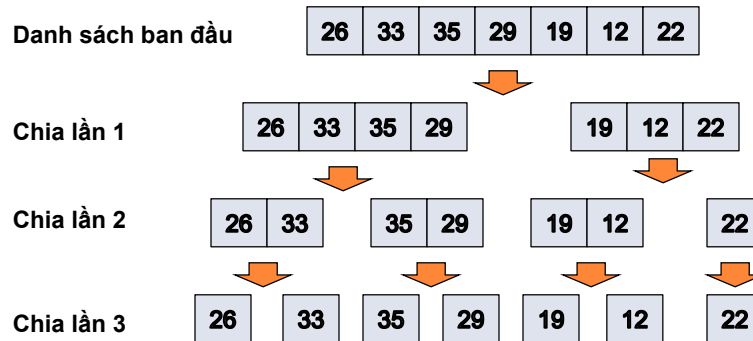 Danh sách ban đầu 26 33 35 29 19 12 22
Chia lần 1 26 33 35 29 19 12 22
Chia lần 2 26 33 35 29 19 12 22
Chia lần 3 26 33 35 29 19 12 22